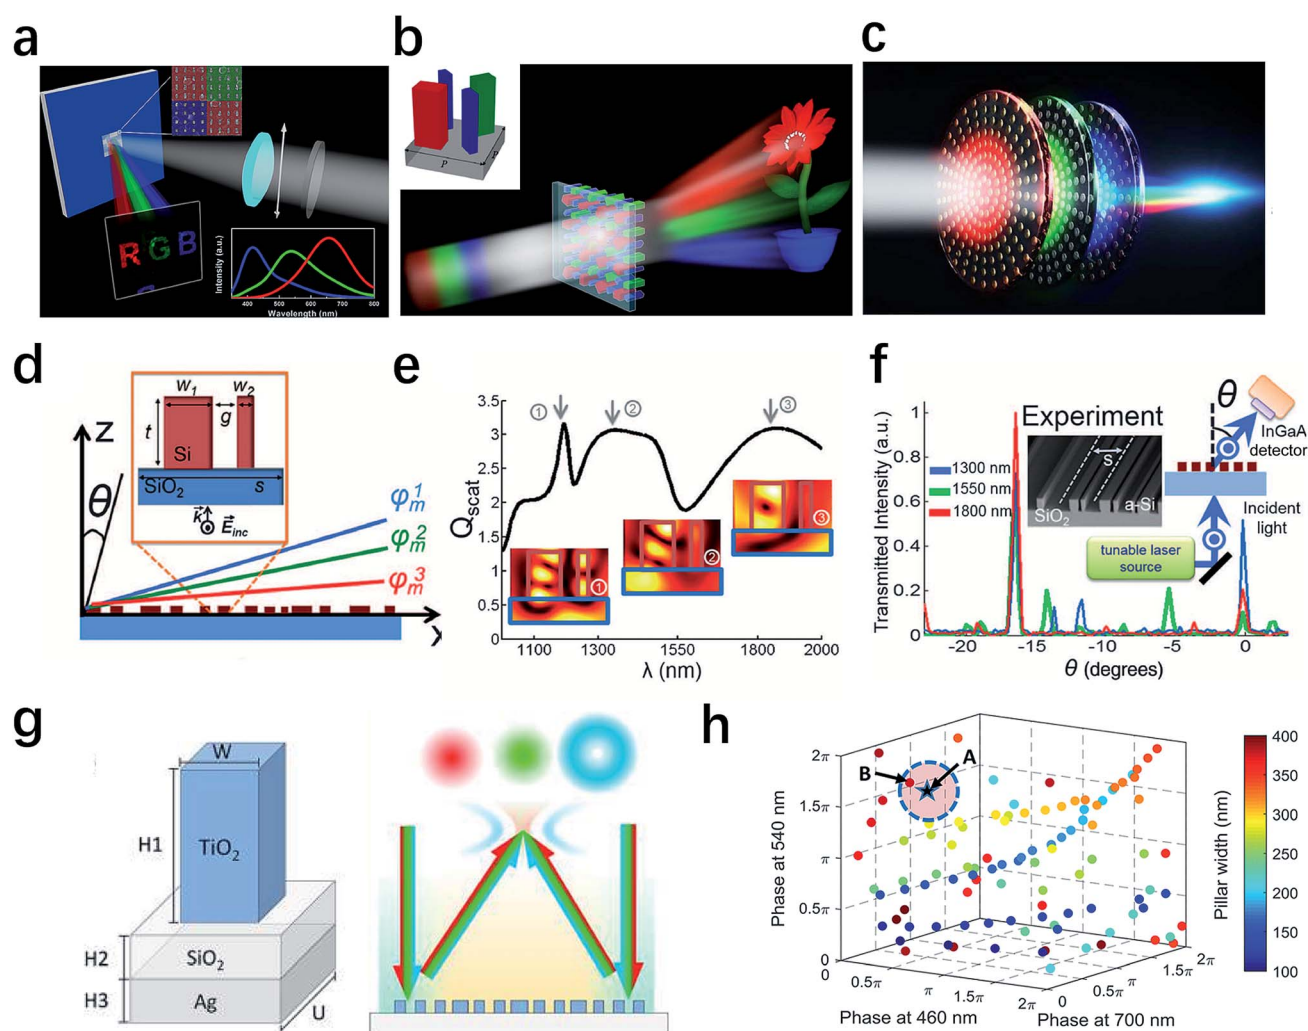 a
b
c
P
P
R G B
Intensity (a.u.)
400 500 600 700 800
Wavelength (nm)
d
w1 w2
g
t
Si
SiO2
s
k
Einc
Z
θ
φm1
φm2
φm3
X
e
3.5
3
2.5
2
1.5
1
0.5
0
Qscat
① ② ③
①
②
③
1100 1300 1550 1800 2000
λ (nm)
f
Transmitted Intensity (a.u.)
1
0.8
0.6
0.4
0.2
0
1300 nm
1550 nm
1800 nm
Experiment
S
SiO2
a-Si
θ
InGaA
detector
Incident
light
tunable laser
source
-20 -15 -10 -5 0
θ (degrees)
g
W
H1
TiO2
H2
SiO2
H3
Ag
U
h
Phase at 540 nm
2π
1.5π
π
0.5π
0
B
A
0
0.5π
π
1.5π
2π
Phase at 460 nm
0
0.5π
π
1.5π
2π
Phase at 700 nm
Pillar width (nm)
400
350
300
250
200
150
100